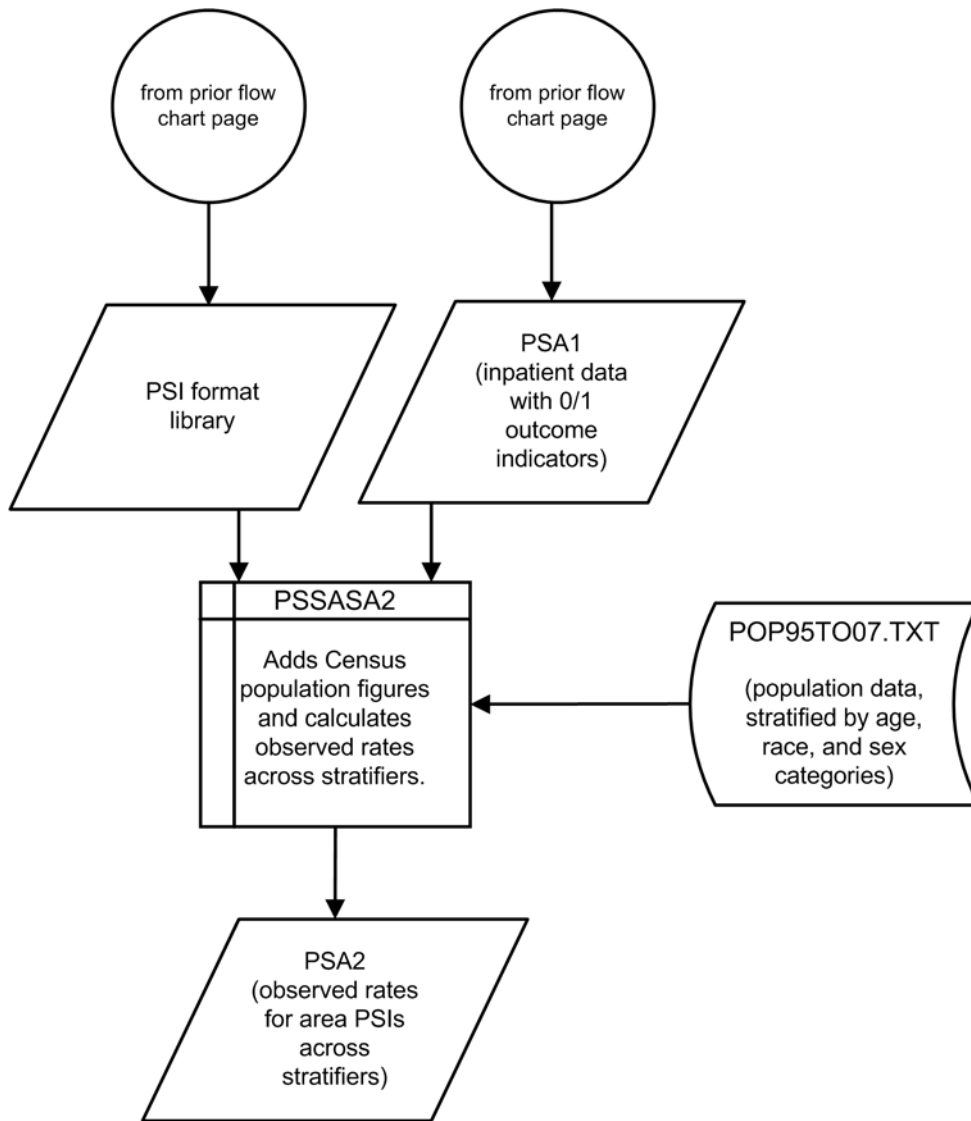 from prior flow
chart page
from prior flow
chart page
PSI format
library
PSA1
(inpatient data
with 0/1
outcome
indicators)
PSSASA2
Adds Census
population figures
and calculates
observed rates
across stratifiers.
POP95TO07.TXT
(population data,
stratified by age,
race, and sex
categories)
PSA2
(observed rates
for area PSIs
across
stratifiers)